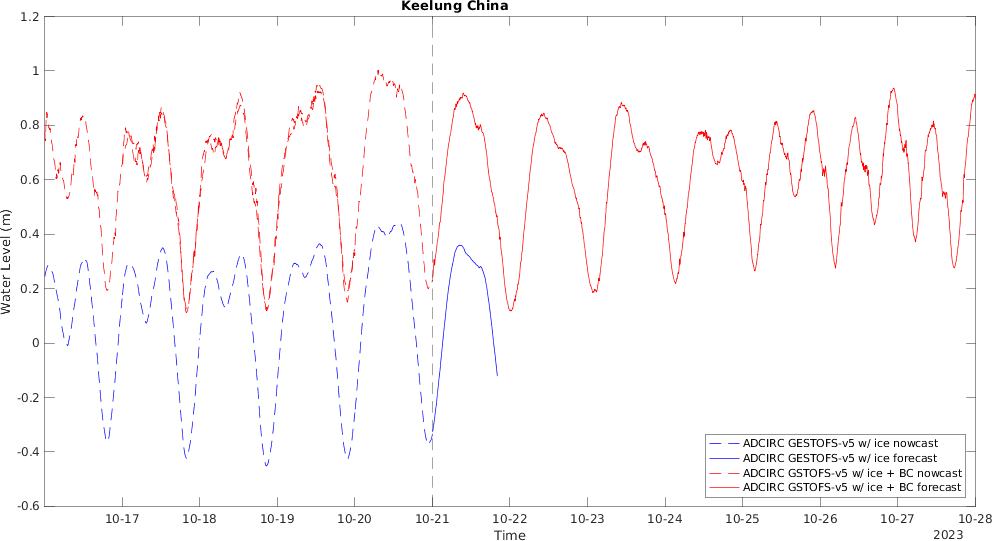 Keelung China
1.2
1
0.8
0.6
0.4
0.2
0
-0.2
-0.4
-0.6
Water Level (m)
10-17 10-18 10-19 10-20 10-21 10-22 10-23 10-24 10-25 10-26 10-27 10-28
Time
2023
ADCIRC GESTOFS-v5 w/ ice nowcast
ADCIRC GESTOFS-v5 w/ ice forecast
ADCIRC GSTOFS-v5 w/ ice + BC nowcast
ADCIRC GSTOFS-v5 w/ ice + BC forecast